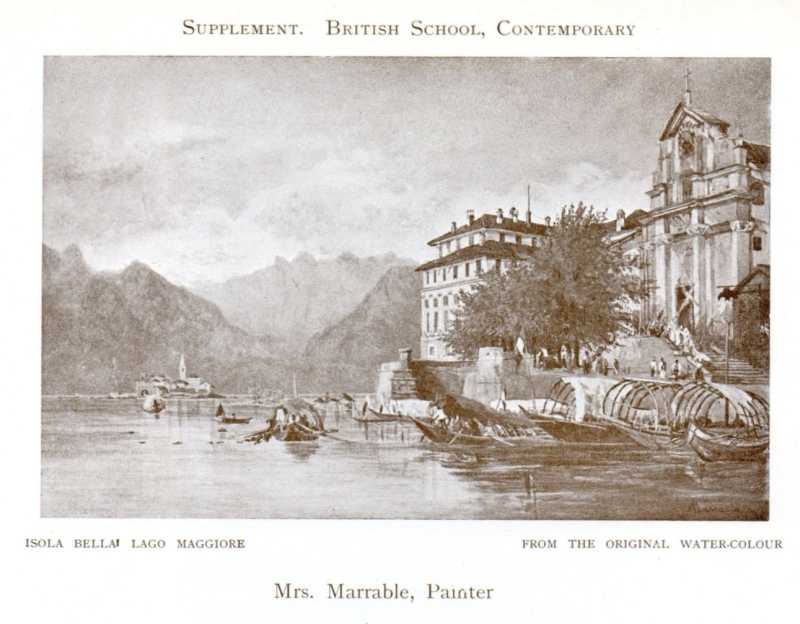 SUPPLEMENT. BRITISH SCHOOL, CONTEMPORARY
ISOLA BELLA, LAGO MAGGIORE
FROM THE ORIGINAL WATER-COLOUR
Mrs. Marrable, Painter